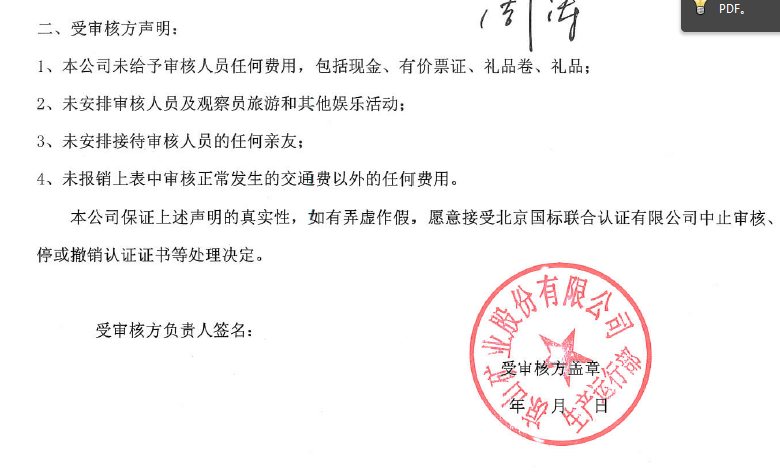 PDF。
周涛
二、受审核方声明：
1、本公司未给予审核人员任何费用，包括现金、有价票证、礼品卷、礼品；
2、未安排审核人员及观察员旅游和其他娱乐活动；
3、未安排接待审核人员的任何亲友；
4、未报销上表中审核正常发生的交通费以外的任何费用。
本公司保证上述声明的真实性，如有弄虚作假。愿意接受北京国标联合认证有限公司中止审核、
停或撤销认证证书等处理决定。
受审核方负责人签名：
受审核方盖章
年 月 日
山矿业股份有限公司
生产运行部